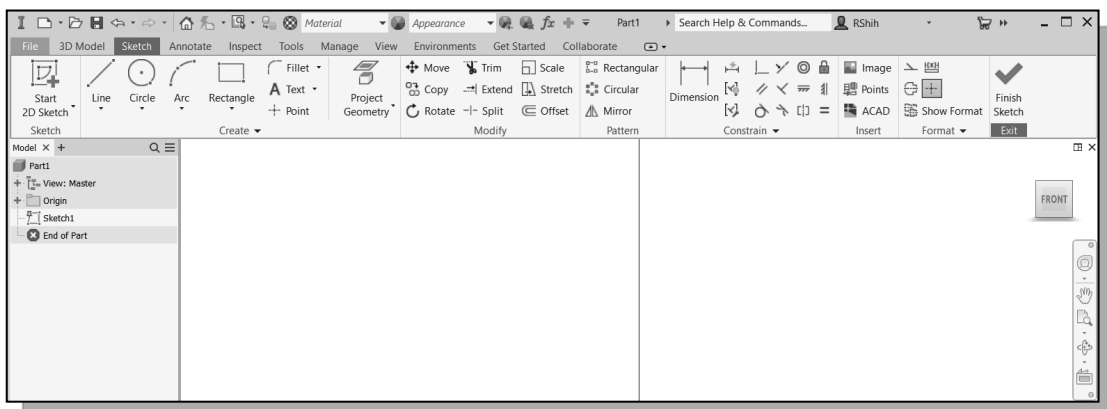 I Material Appearance fx Part1 Search Help & Commands... RShih
File 3D Model Sketch Annotate Inspect Tools Manage View Environments Get Started Collaborate
Fillet Move Trim Scale Rectangular Image
Start Line Circle Arc Rectangle A Text Project Copy Extend Stretch Circular Dimension Points Finish
2D Sketch Point Geometry Rotate Split Offset Mirror ACAD Show Format Sketch
Sketch Create Modify Pattern Constrain Insert Format Exit
Model × +
Part1
View: Master
Origin
Sketch1
End of Part
FRONT